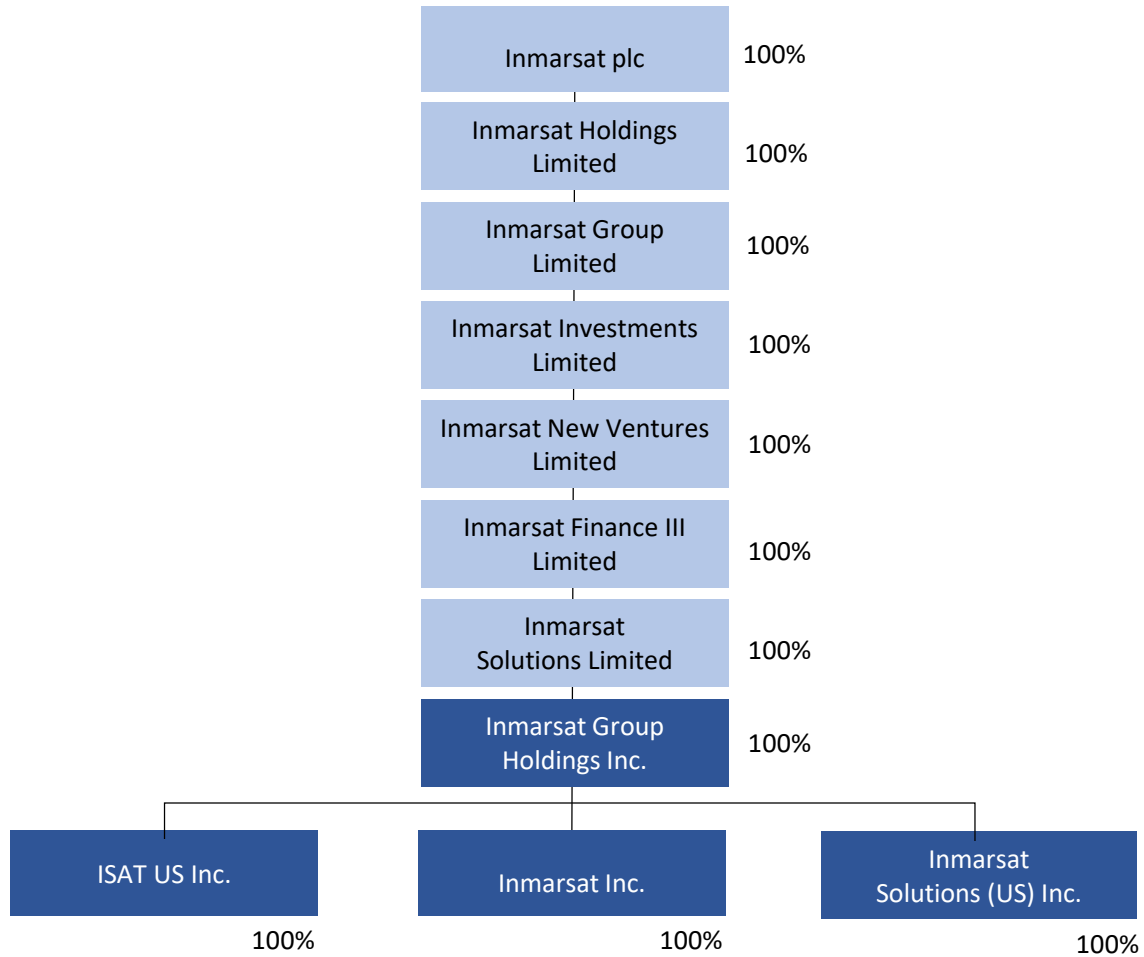 Inmarsat plc
100%
Inmarsat Holdings
Limited
100%
Inmarsat Group
Limited
100%
Inmarsat Investments
Limited
100%
Inmarsat New Ventures
Limited
100%
Inmarsat Finance III
Limited
100%
Inmarsat
Solutions Limited
100%
Inmarsat Group
Holdings Inc.
100%
ISAT US Inc.
100%
Inmarsat Inc.
100%
Inmarsat
Solutions (US) Inc.
100%